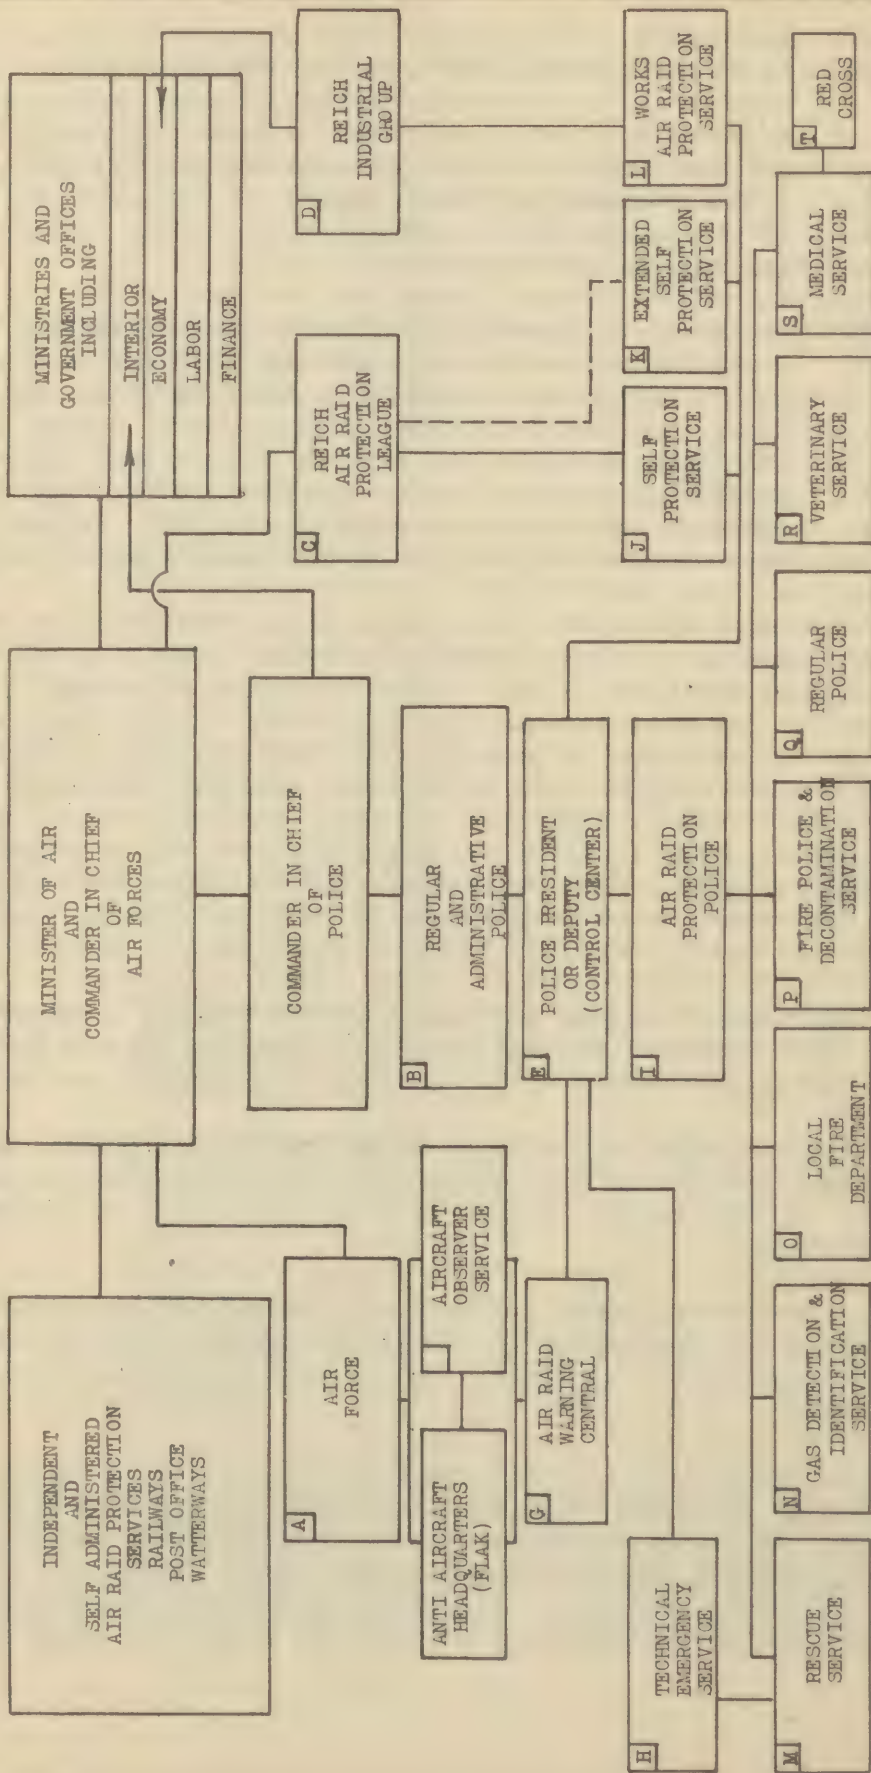 INDEPENDENT
AND
SELF ADMINISTERED
AIR RAID PROTECTION
SERVICES
RAILWAYS
POST OFFICE
WATTERWAYS
MINISTER OF AIR
AND
COMMANDER IN CHIEF
OF
AIR FORCES
MINISTRIES AND
GOVERNMENT OFFICES
INCLUDING
INTERIOR
ECONOMY
LABOR
FINANCE
A
AIR
FORCE
COMMANDER IN CHIEF
OF
POLICE
C
REICH
AIR RAID
PROTECTION
LEAGUE
D
REICH
INDUSTRIAL
GROUP
ANTI AIRCRAFT
HEADQUARTERS
(FLAK)
AIRCRAFT
OBSERVER
SERVICE
B
REGULAR
AND
ADMINISTRATIVE
POLICE
G
AIR RAID
WARNING
CENTRAL
E
POLICE PRESIDENT
OR DEPUTY
(CONTROL CENTER)
H
TECHNICAL
EMERGENCY
SERVICE
I
AIR RAID
PROTECTION
POLICE
J
SELF
PROTECTION
SERVICE
K
EXTENDED
SELF
PROTECTION
SERVICE
L
WORKS
AIR RAID
PROTECTION
SERVICE
M
RESCUE
SERVICE
N
GAS DETECTION &
IDENTIFICATION
SERVICE
O
LOCAL
FIRE
DEPARTMENT
P
FIRE POLICE &
DECONTAMINATION
SERVICE
Q
REGULAR
POLICE
R
VETERINARY
SERVICE
S
MEDICAL
SERVICE
T
RED
CROSS